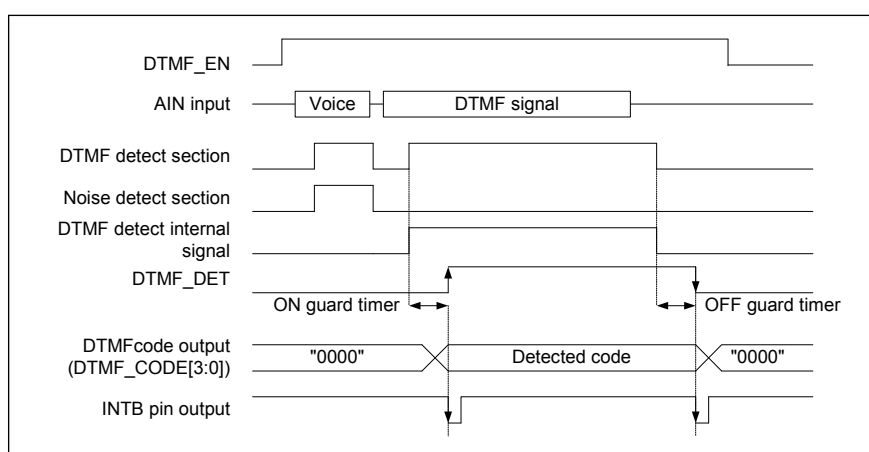 DTMF_EN
AIN input
Voice
DTMF signal
DTMF detect section
Noise detect section
DTMF detect internal
signal
DTMF_DET
ON guard timer
OFF guard timer
DTMFcode output
(DTMF_CODE[3:0])
"0000"
Detected code
"0000"
INTB pin output